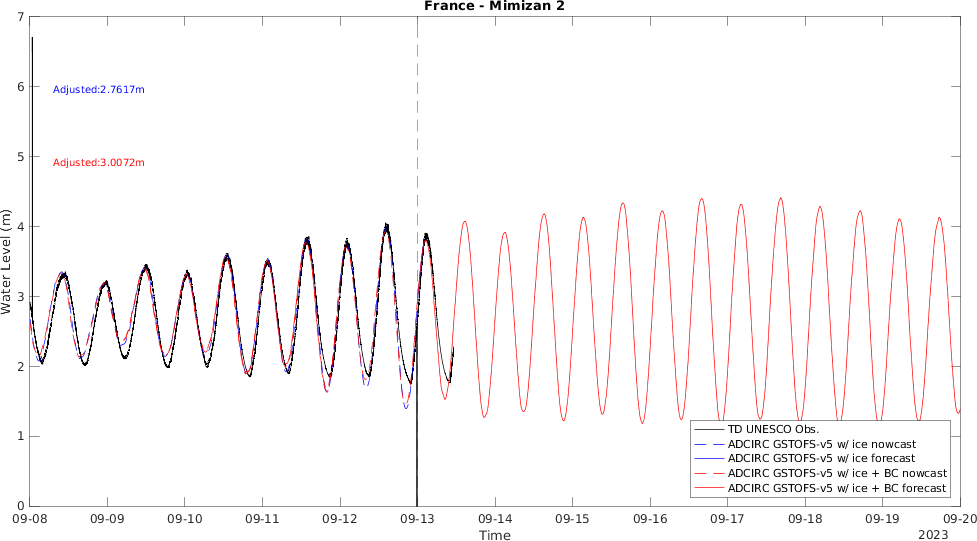 France - Mimizan 2
7
6
5
4
3
2
1
0
Water Level (m)
Adjusted:2.7617m
Adjusted:3.0072m
TD UNESCO Obs.
ADCIRC GSTOFS-v5 w/ ice nowcast
ADCIRC GSTOFS-v5 w/ ice forecast
ADCIRC GSTOFS-v5 w/ ice + BC nowcast
ADCIRC GSTOFS-v5 w/ ice + BC forecast
09-08 09-09 09-10 09-11 09-12 09-13 09-14 09-15 09-16 09-17 09-18 09-19 09-20
Time
2023